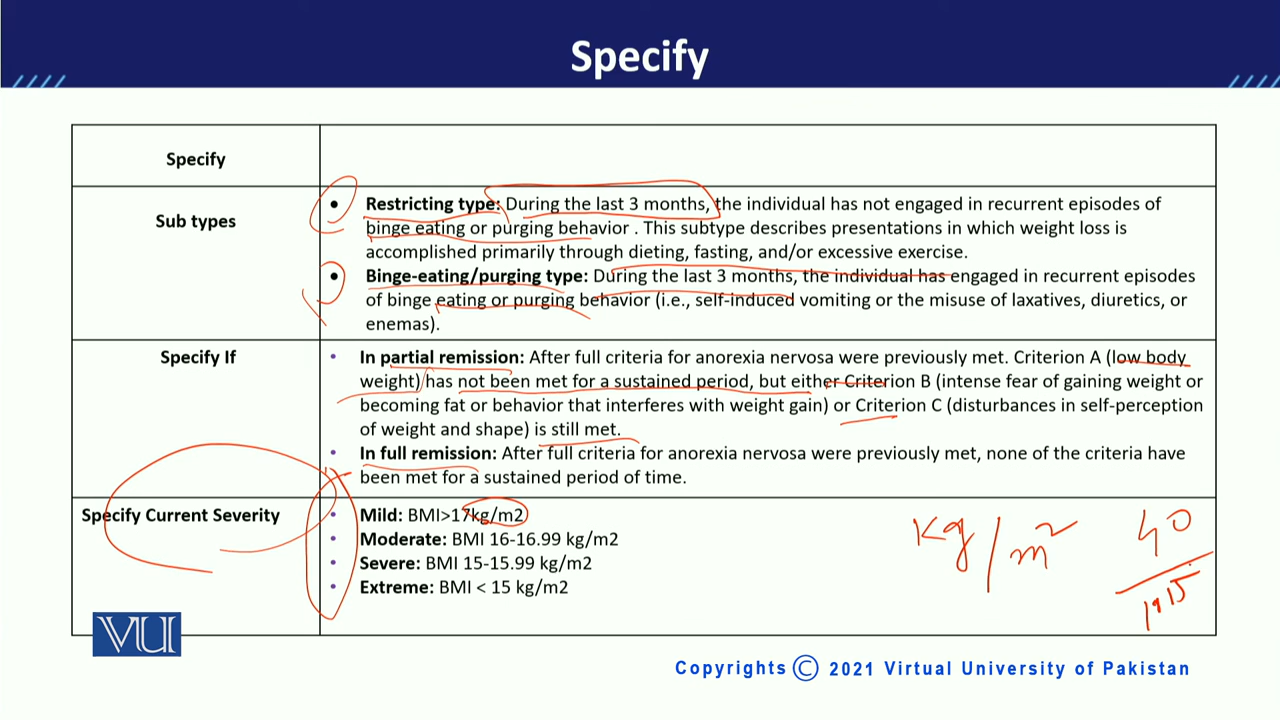 Specify
Specify
Sub types
• Restricting type: During the last 3 months, the individual has not engaged in recurrent episodes of
binge eating or purging behavior . This subtype describes presentations in which weight loss is
accomplished primarily through dieting, fasting, and/or excessive exercise.
• Binge-eating/purging type: During the last 3 months, the individual has engaged in recurrent episodes
of binge eating or purging behavior (i.e., self-induced vomiting or the misuse of laxatives, diuretics, or
enemas).
Specify If
• In partial remission: After full criteria for anorexia nervosa were previously met. Criterion A (low body
weight) has not been met for a sustained period, but either Criterion B (intense fear of gaining weight or
becoming fat or behavior that interferes with weight gain) or Criterion C (disturbances in self-perception
of weight and shape) is still met.
• In full remission: After full criteria for anorexia nervosa were previously met, none of the criteria have
been met for a sustained period of time.
Specify Current Severity
• Mild: BMI>17kg/m2
• Moderate: BMI 16-16.99 kg/m2
• Severe: BMI 15-15.99 kg/m2
• Extreme: BMI < 15 kg/m2
Kg/m²
40
VU
Copyrights © 2021 Virtual University of Pakistan